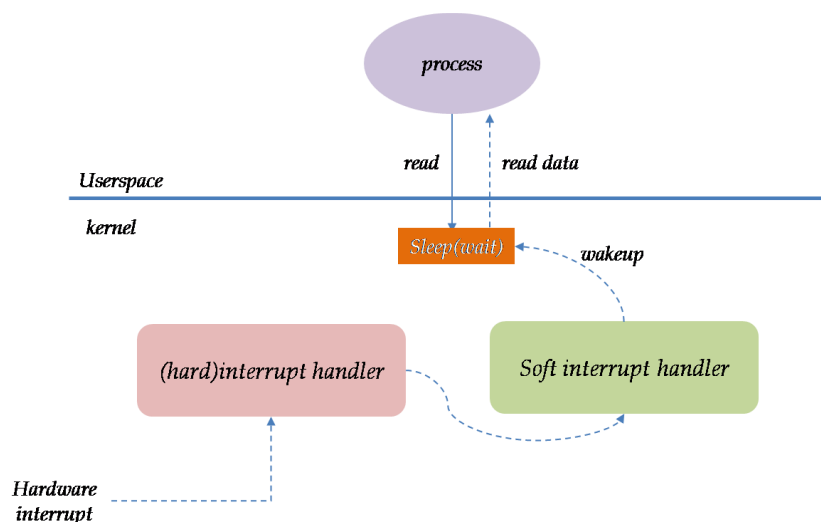 process
read
read data
Userspace
kernel
Sleep(wait)
wakeup
(hard)interrupt handler
Soft interrupt handler
Hardware
interrupt